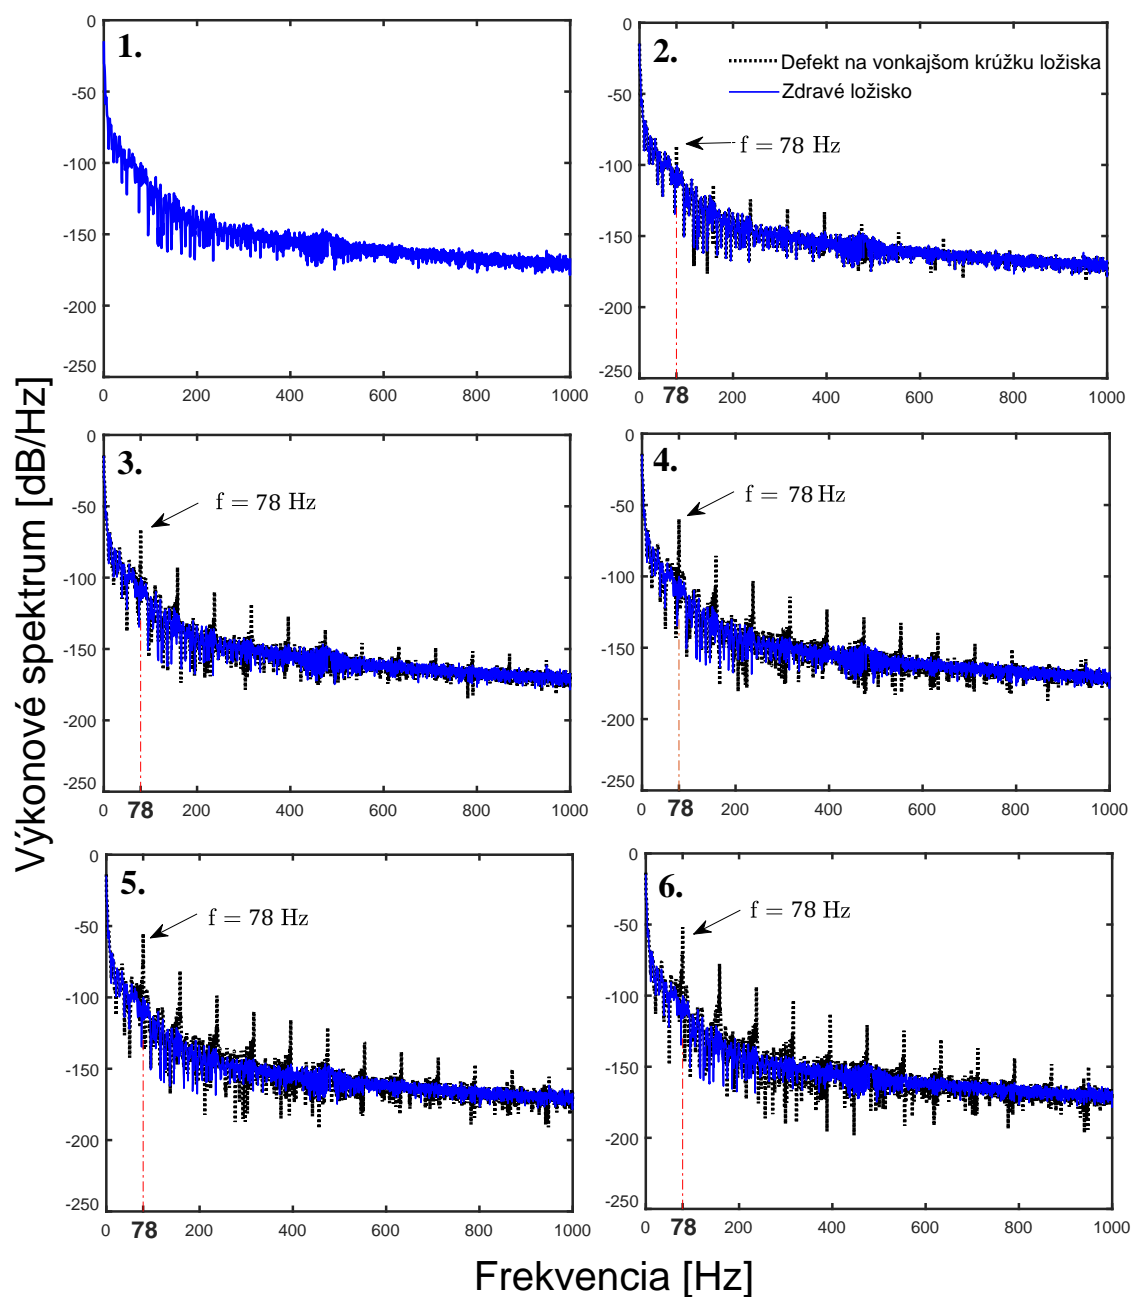 Výkonové spektrum [dB/Hz]
1.
0
-50
-100
-150
-200
-250
0 200 400 600 800 1000
2.
Defekt na vonkajšom krúžku ložiska
Zdravé ložisko
f = 78 Hz
0
-50
-100
-150
-200
-250
0 78 200 400 600 800 1000
3.
f = 78 Hz
0
-50
-100
-150
-200
-250
0 78 200 400 600 800 1000
4.
f = 78 Hz
0
-50
-100
-150
-200
-250
0 78 200 400 600 800 1000
5.
f = 78 Hz
0
-50
-100
-150
-200
-250
0 78 200 400 600 800 1000
6.
f = 78 Hz
0
-50
-100
-150
-200
-250
0 78 200 400 600 800 1000
Frekvencia [Hz]